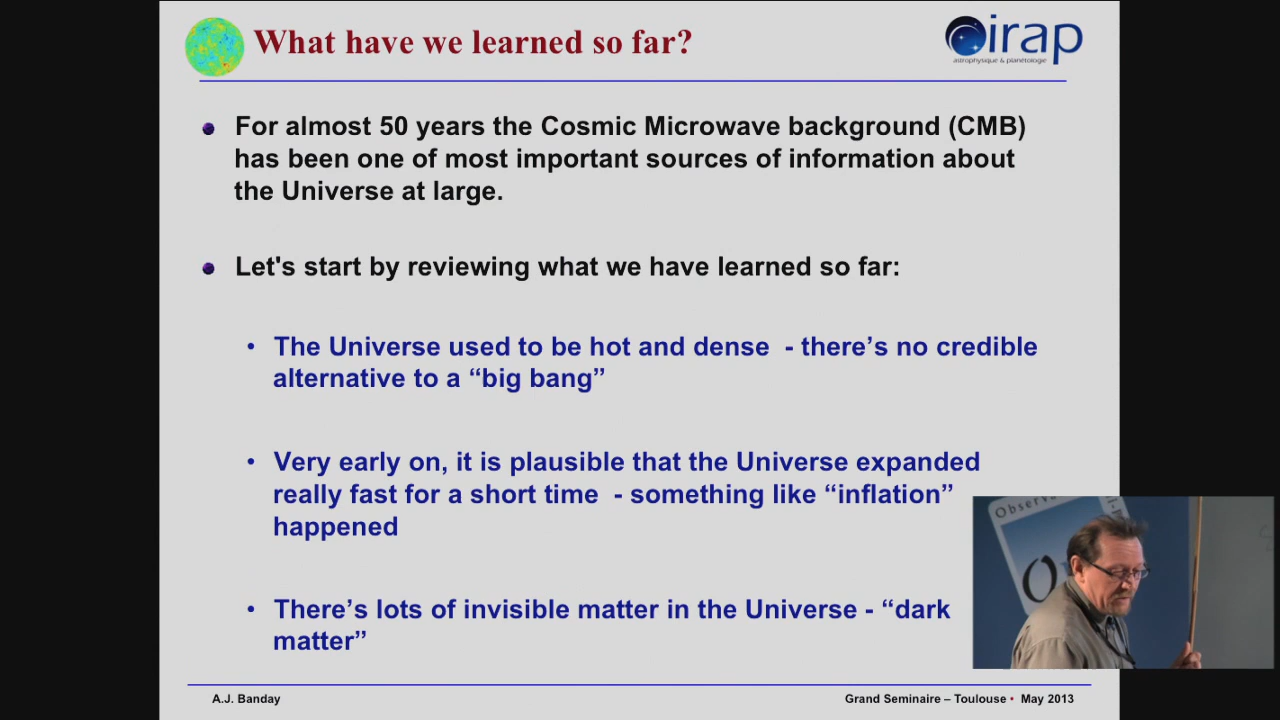 What have we learned so far?
irap
astrophysique & planétologie
For almost 50 years the Cosmic Microwave background (CMB)
has been one of most important sources of information about
the Universe at large.
Let's start by reviewing what we have learned so far:
• The Universe used to be hot and dense - there’s no credible
alternative to a “big bang”
• Very early on, it is plausible that the Universe expanded
really fast for a short time - something like “inflation”
happened
• There’s lots of invisible matter in the Universe - “dark
matter”
Observ
A.J. Banday
Grand Seminaire – Toulouse • May 2013